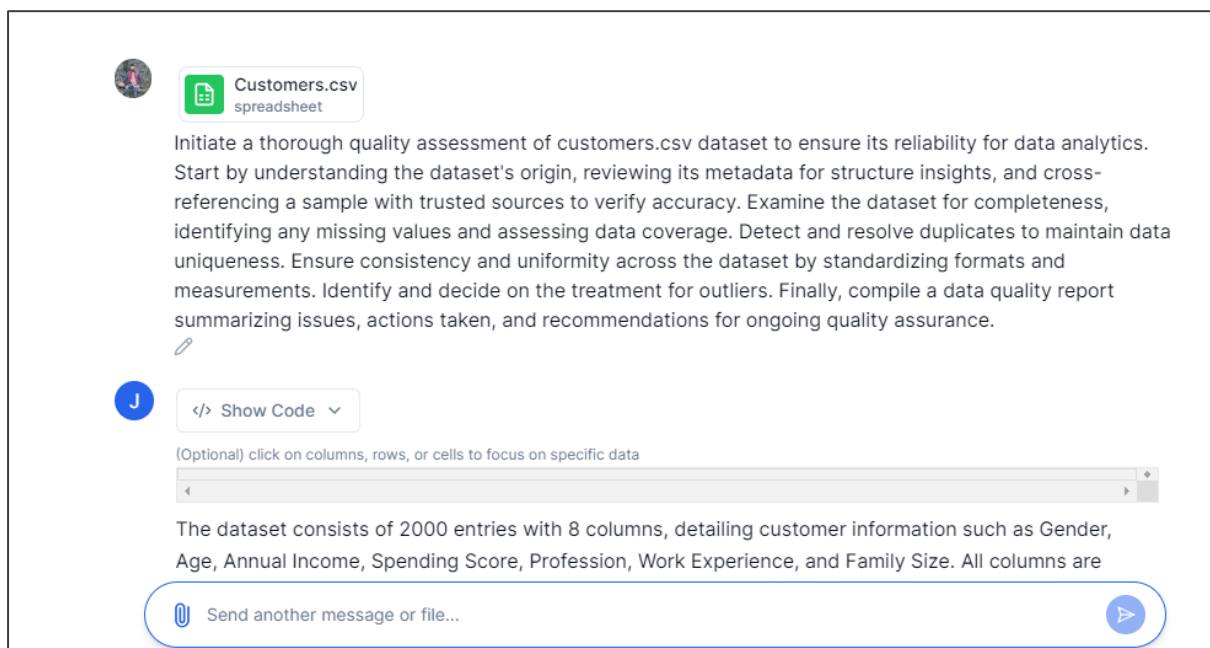 Customers.csv
spreadsheet
Initiate a thorough quality assessment of customers.csv dataset to ensure its reliability for data analytics.
Start by understanding the dataset's origin, reviewing its metadata for structure insights, and cross-
referencing a sample with trusted sources to verify accuracy. Examine the dataset for completeness,
identifying any missing values and assessing data coverage. Detect and resolve duplicates to maintain data
uniqueness. Ensure consistency and uniformity across the dataset by standardizing formats and
measurements. Identify and decide on the treatment for outliers. Finally, compile a data quality report
summarizing issues, actions taken, and recommendations for ongoing quality assurance.
J
</> Show Code
(Optional) click on columns, rows, or cells to focus on specific data
The dataset consists of 2000 entries with 8 columns, detailing customer information such as Gender,
Age, Annual Income, Spending Score, Profession, Work Experience, and Family Size. All columns are
Send another message or file...